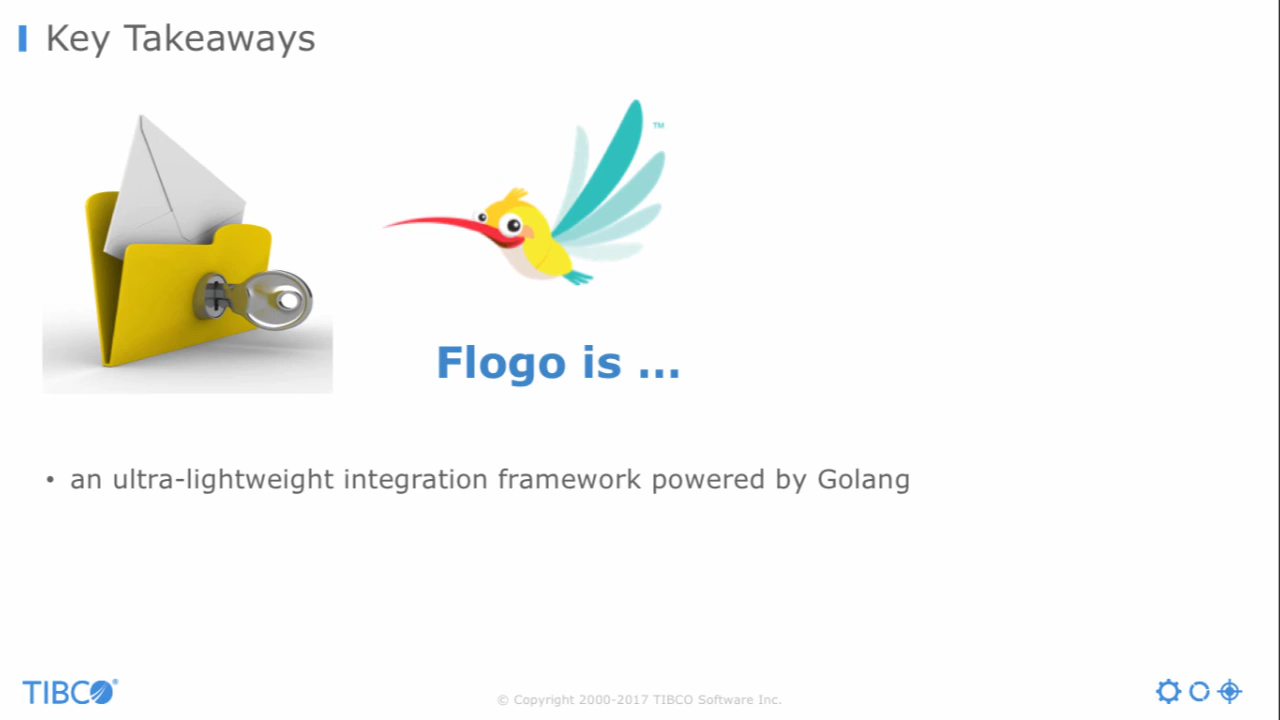 Key Takeaways
™
Flogo is ...
• an ultra-lightweight integration framework powered by Golang
TIBCO®
© Copyright 2000-2017 TIBCO Software Inc.